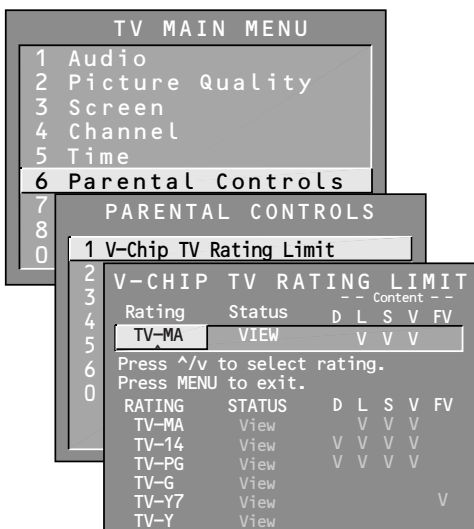 TV MAIN MENU
1 Audio
2 Picture Quality
3 Screen
4 Channel
5 Time
6 Parental Controls
7
8
0
PARENTAL CONTROLS
1 V-Chip TV Rating Limit
2
3
4
5
6
0
V-CHIP TV RATING LIMIT
-- Content --
Rating Status D L S V FV
TV-MA VIEW V V V
Press ^/v to select rating.
Press MENU to exit.
RATING STATUS D L S V FV
TV-MA View V V V
TV-14 View V V V V
TV-PG View V V V V
TV-G View
TV-Y7 View V
TV-Y View